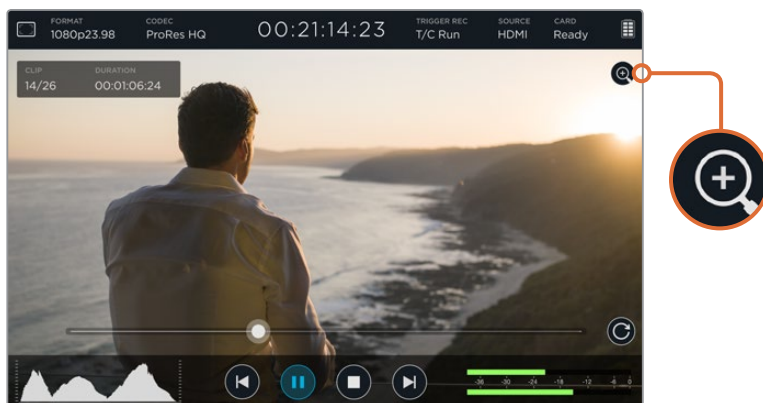 FORMAT
1080p23.98
CODEC
ProRes HQ
00:21:14:23
TRIGGER REC
T/C Run
SOURCE
HDMI
CARD
Ready
CLIP
14/26
DURATION
00:01:06:24
-36 -30 -24 -18 -12 -6 0